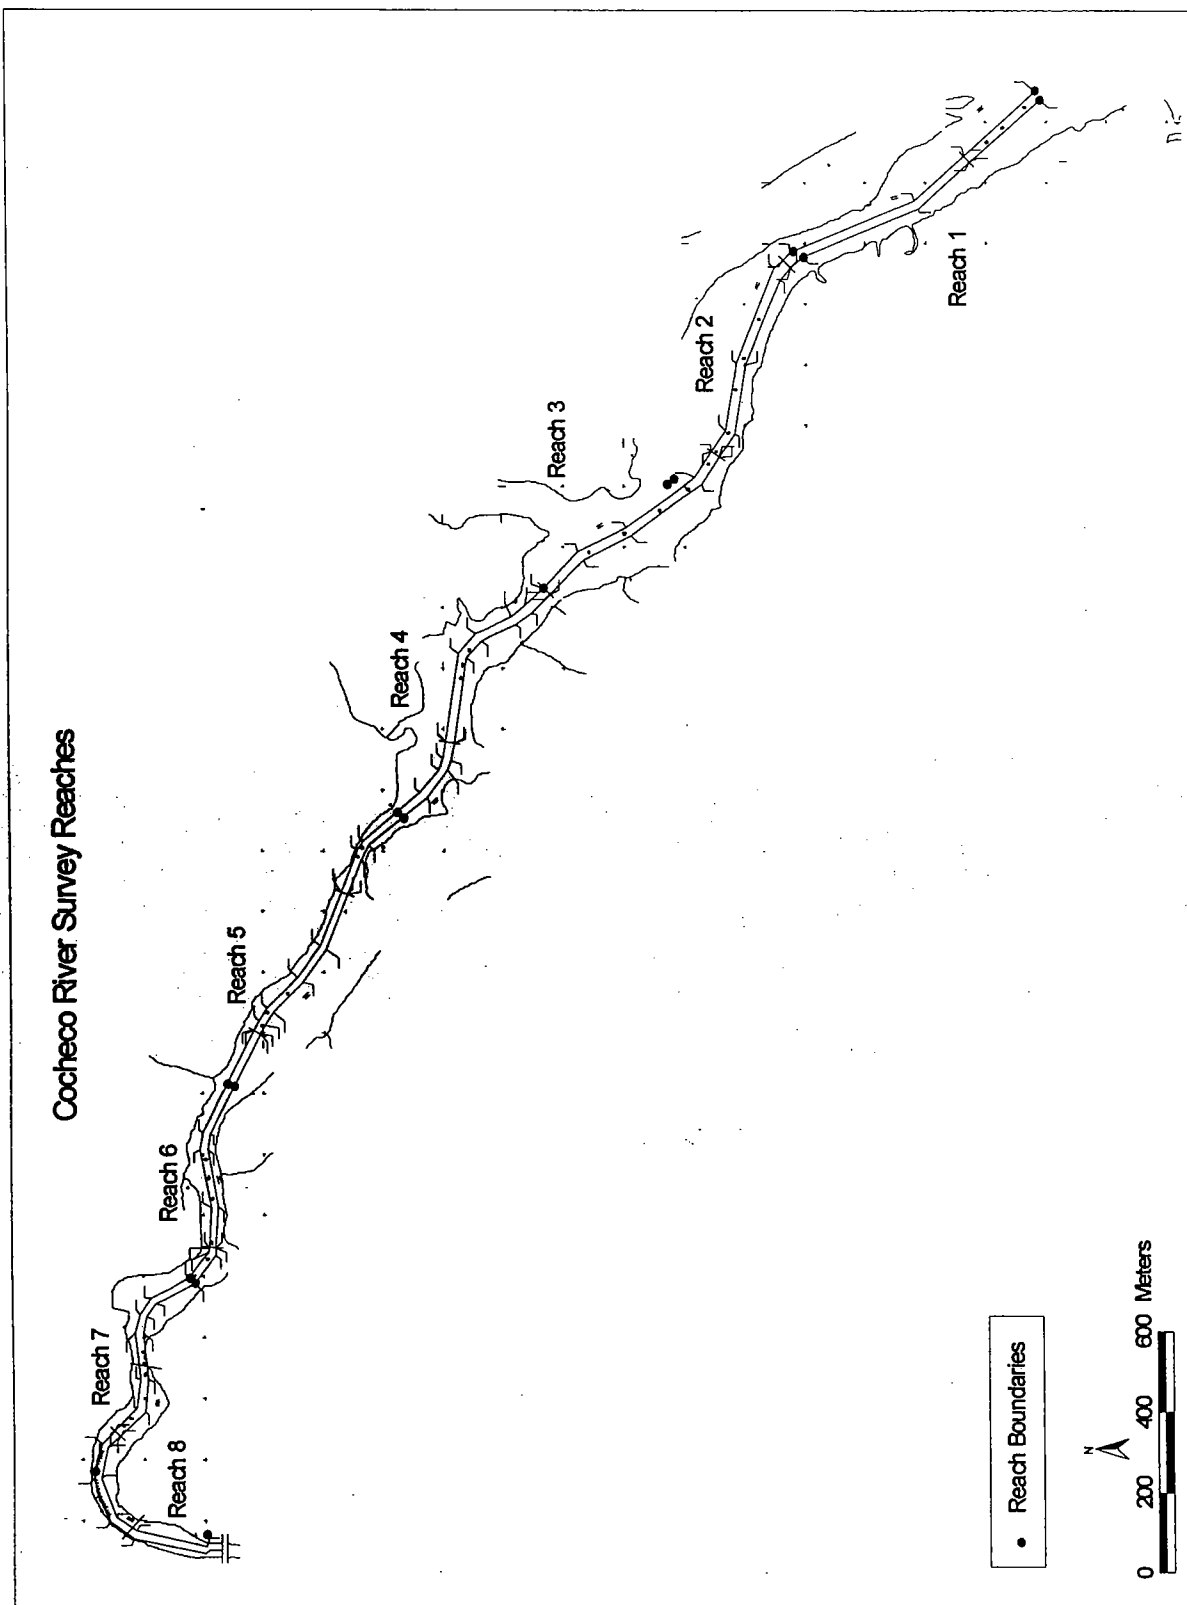 Cocheco River Survey Reaches
Reach 7
Reach 8
Reach 6
Reach 5
Reach 4
Reach 3
Reach 2
Reach 1
Reach Boundaries
N
0 200 400 600 Meters